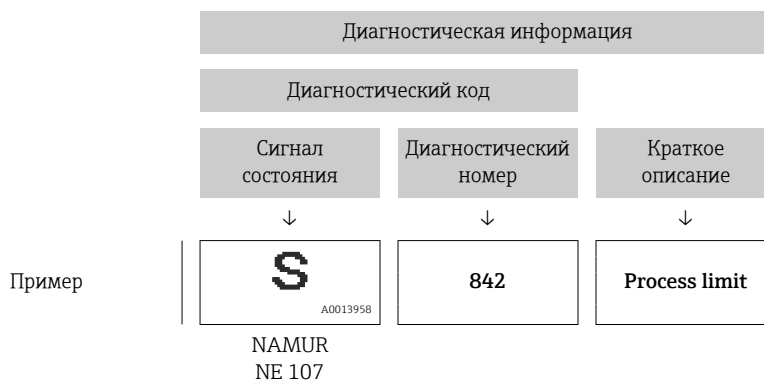 Диагностическая информация
Диагностический код
Сигнал состояния
Диагностический номер
Краткое описание
↓ ↓ ↓
Пример
S
A0013958
842
Process limit
NAMUR
NE 107